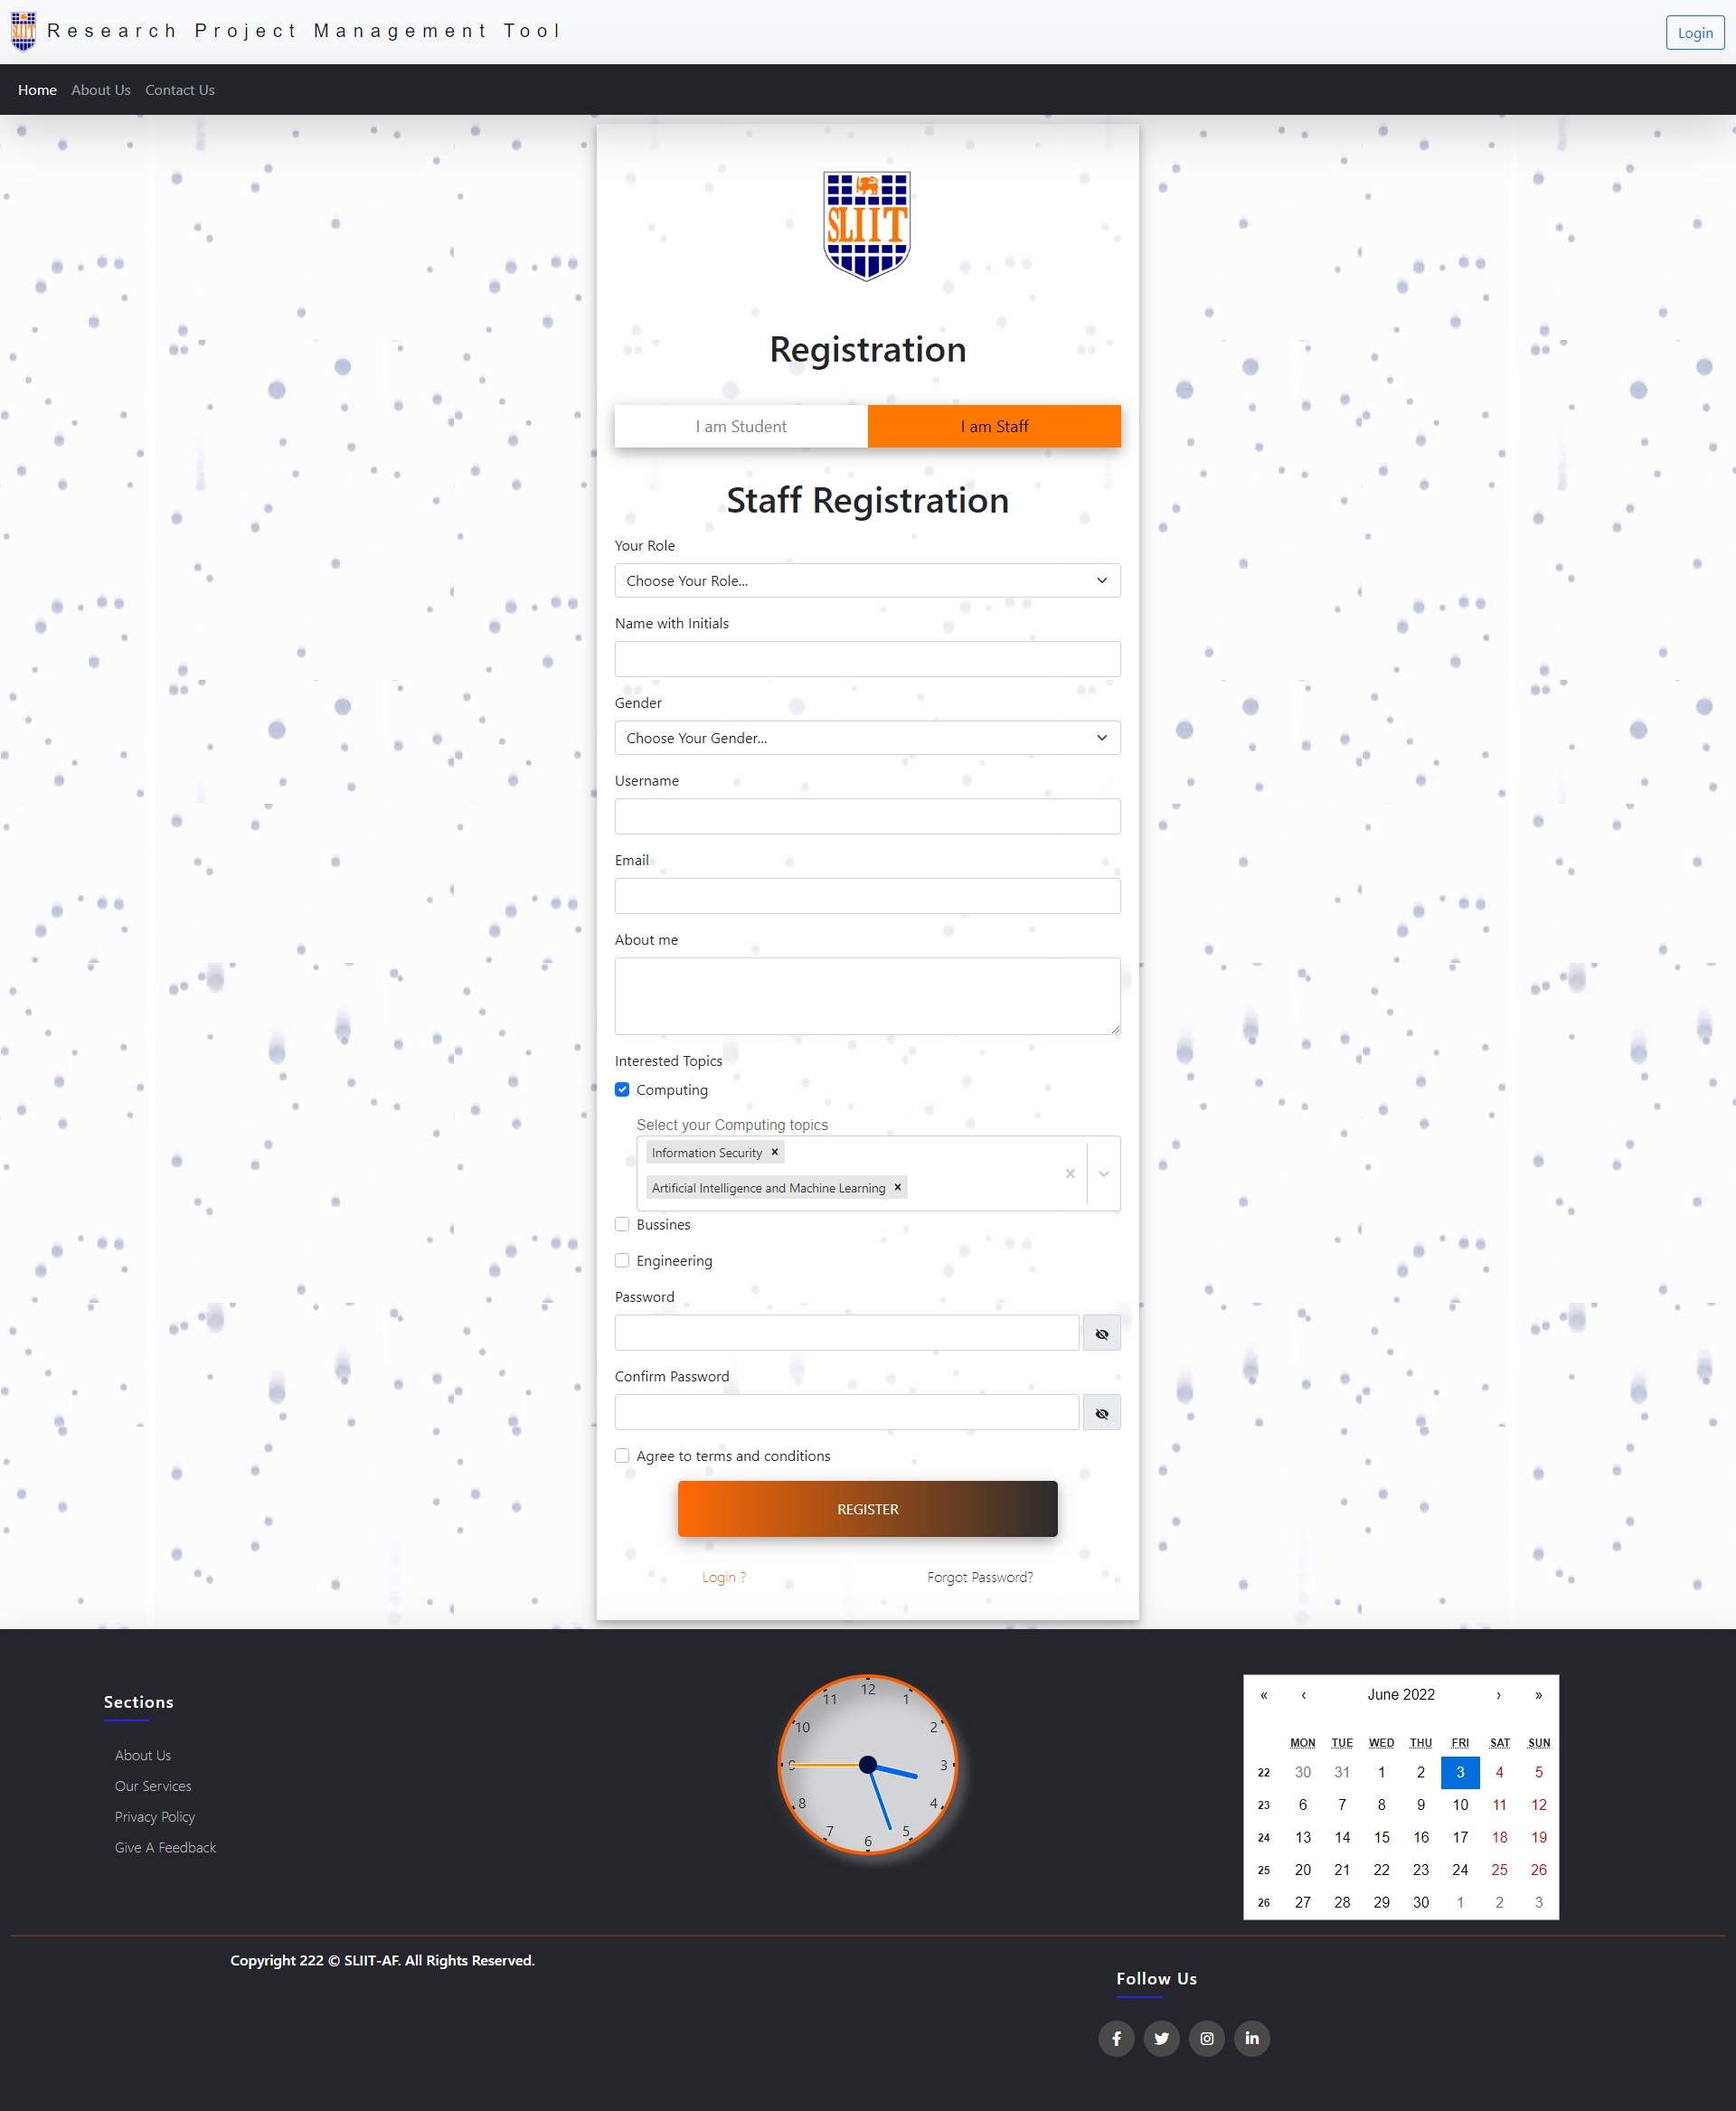 SLIIT Research Project Management Tool
Login
Home About Us Contact Us
SLIIT
Registration
I am Student I am Staff
Staff Registration
Your Role
Choose Your Role...
Name with Initials
Gender
Choose Your Gender...
Username
Email
About me
Interested Topics
Computing
Select your Computing topics
Information Security ×
Artificial Intelligence and Machine Learning ×
Bussines
Engineering
Password
Confirm Password
Agree to terms and conditions
REGISTER
Login ? Forgot Password?
Sections
About Us
Our Services
Privacy Policy
Give A Feedback
12
1
2
3
4
5
6
7
8
9
10
11
« ‹ June 2022 › »
MON TUE WED THU FRI SAT SUN
22 30 31 1 2 3 4 5
23 6 7 8 9 10 11 12
24 13 14 15 16 17 18 19
25 20 21 22 23 24 25 26
26 27 28 29 30 1 2 3
Copyright 222 © SLIIT-AF. All Rights Reserved.
Follow Us